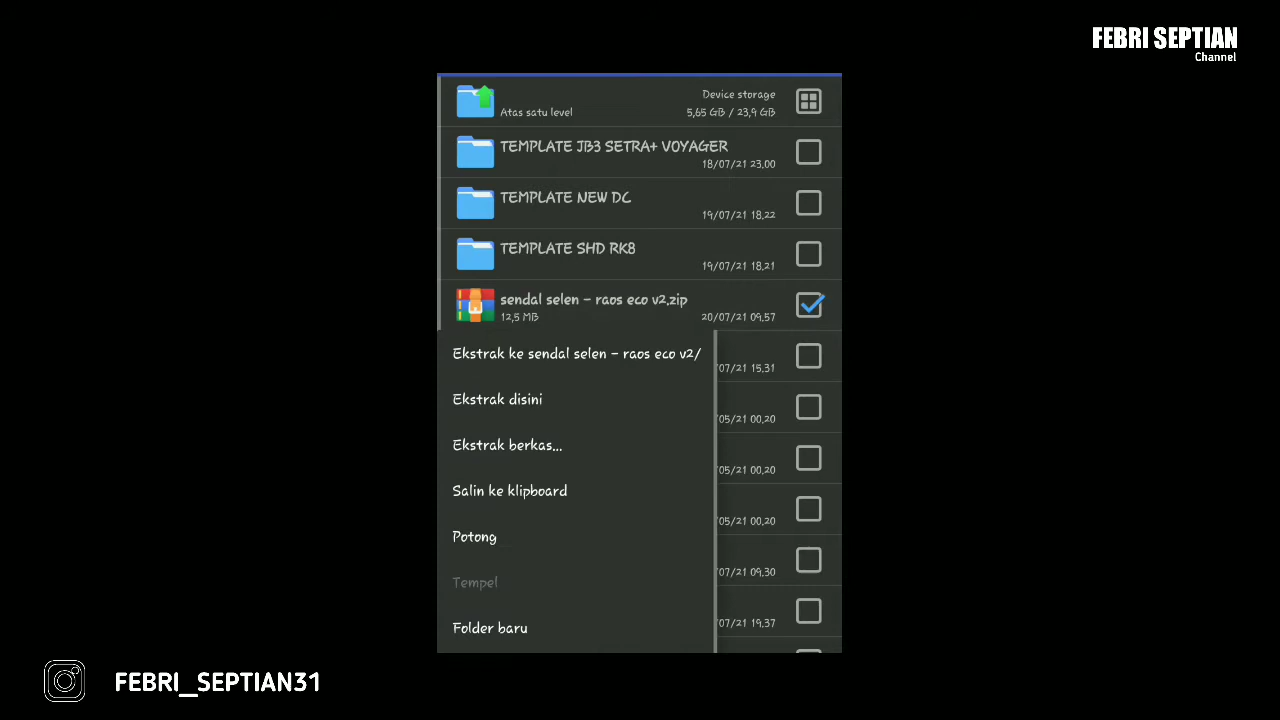 FEBRI SEPTIAN
Channel
Device storage
Atas satu level
5,65 GB / 23,9 GB
TEMPLATE JB3 SETRA+ VOYAGER
18/07/21 23.00
TEMPLATE NEW DC
19/07/21 18.22
TEMPLATE SHD RK8
19/07/21 18.21
sendal selen - raos eco v2.zip
12,5 MB
20/07/21 09.57
Ekstrak ke sendal selen - raos eco v2/
/07/21 15.31
Ekstrak disini
/05/21 00.20
Ekstrak berkas...
/05/21 00.20
Salin ke klipboard
/05/21 00.20
Potong
/07/21 09.30
Tempel
/07/21 19.37
Folder baru
FEBRI_SEPTIAN31